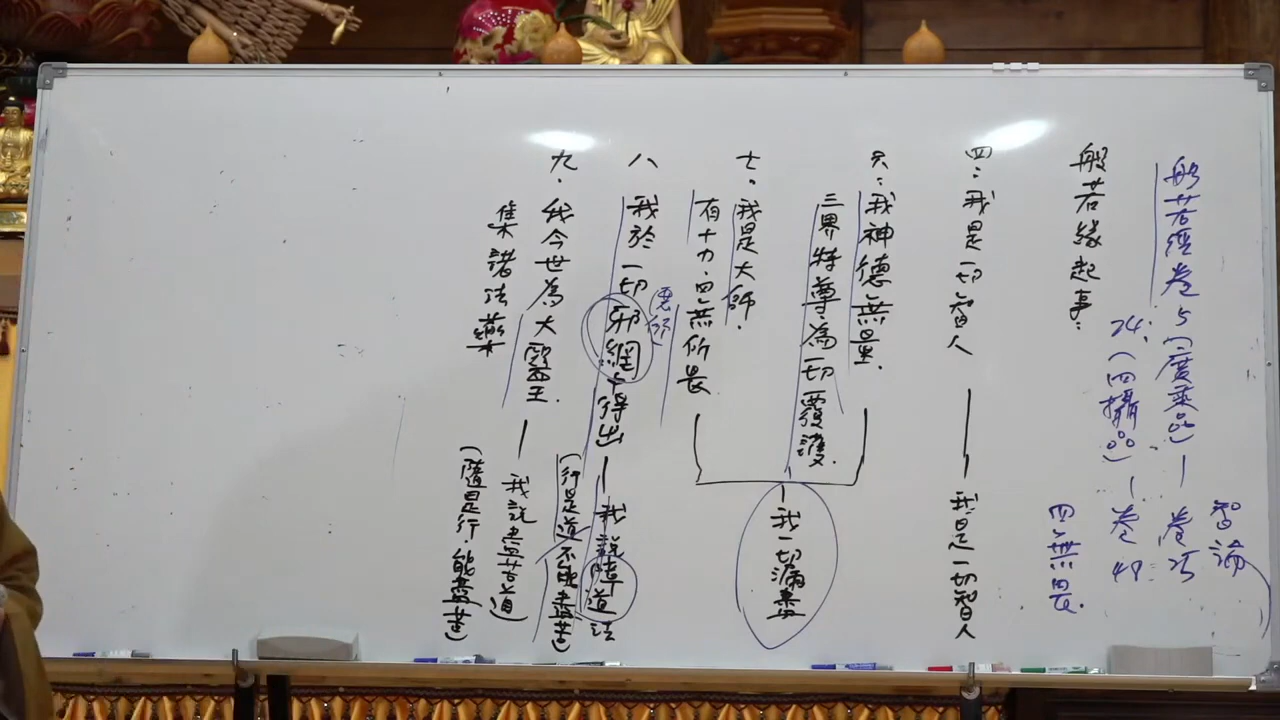 般若經卷5（廣乘品）— 卷25
24：（四攝品）— 卷48：
智論
四無畏
般若緣起事：
四：我是一切智人 — 我是一切智人
六：我神德無量．
三界特尊，為一切覆護．
七．我是大師．
有十力．四無所畏
— 我一切漏盡
八 我於一切邪網中得出 — 我說障道法
惡邪
（行是道不能盡苦）
九．我今世為大醫王．— 我說盡苦道
集諸法藥
（隨是行．能盡苦）